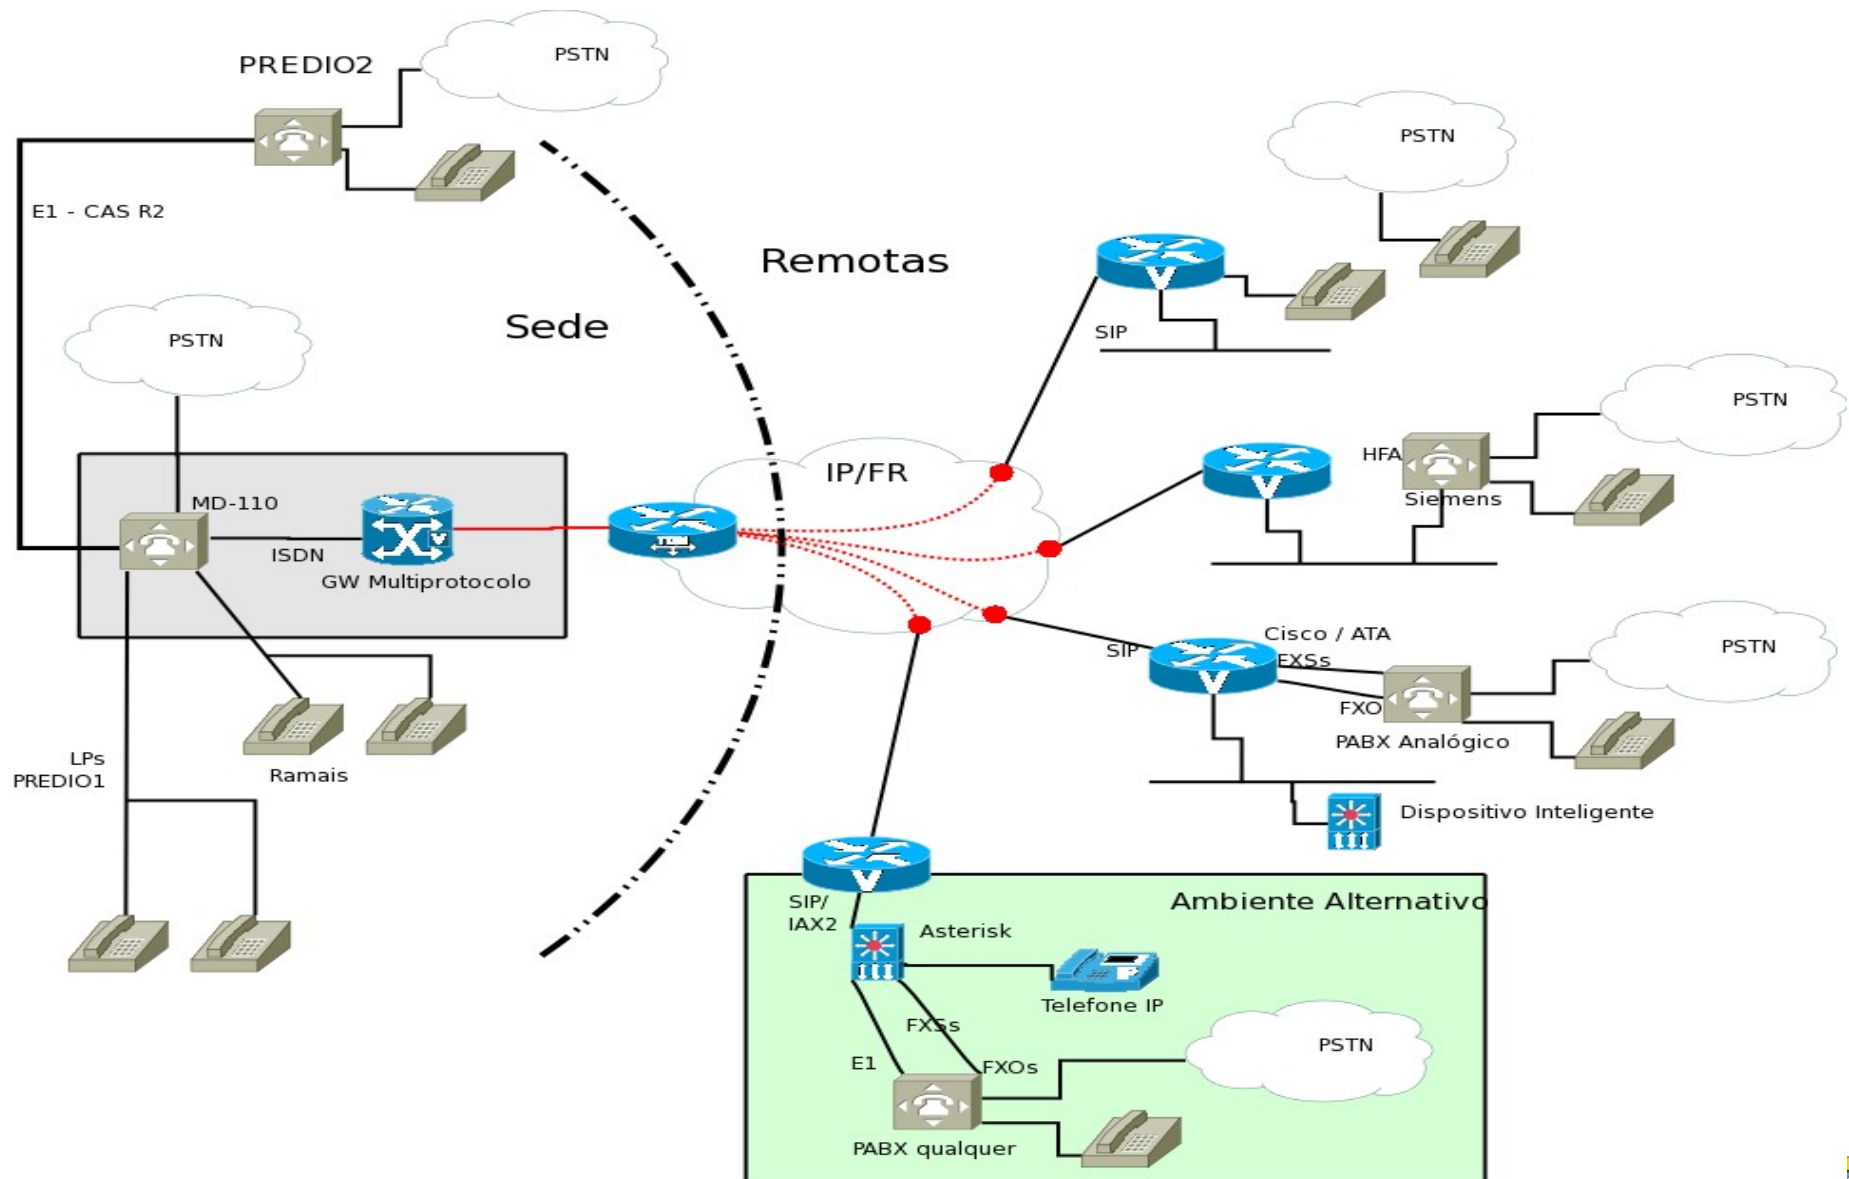 PREDIO2
PSTN
E1 - CAS R2
PSTN
Remotas
Sede
SIP
PSTN
MD-110
ISDN
GW Multiprotocolo
IP/FR
TDM
V
V
HFA
Siemens
PSTN
PSTN
Cisco / ATA
SIP
FXSs
FXO
PABX Analógico
PSTN
V
V
X
V
LPs
PREDIO1
Ramais
Dispositivo Inteligente
Ambiente Alternativo
SIP/
IAX2
Asterisk
P
Telefone IP
FXSs
E1
FXOs
PSTN
PABX qualquer